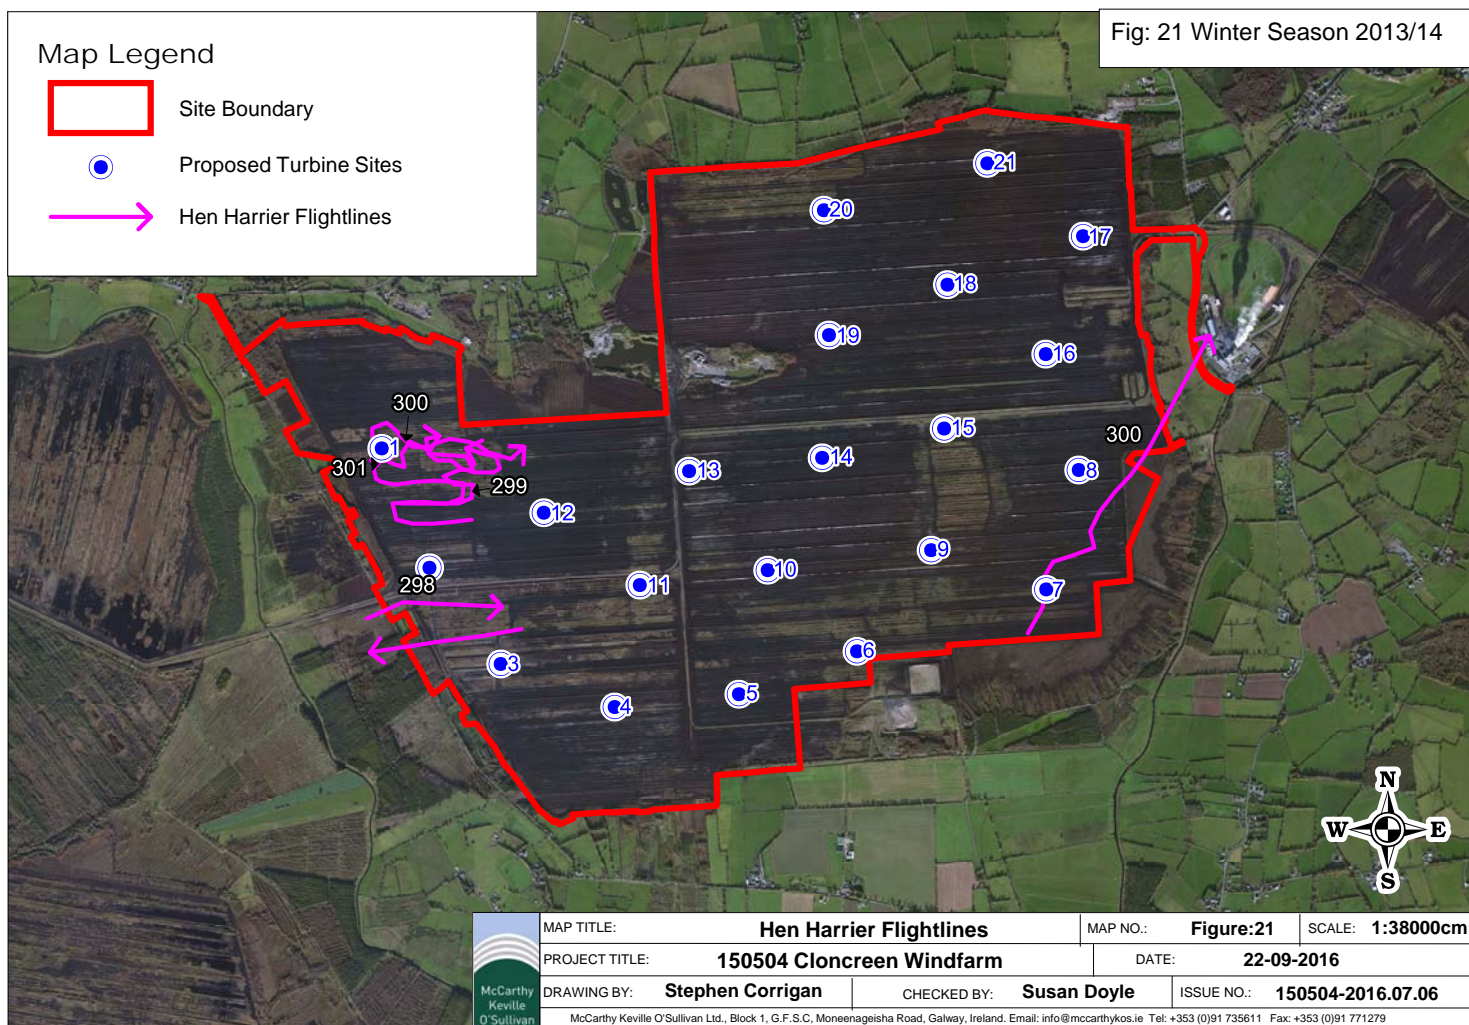 Fig: 21 Winter Season 2013/14
Map Legend
Site Boundary
Proposed Turbine Sites
Hen Harrier Flightlines
21
20
17
18
19
16
300
1
15
300
301
14
13
8
299
12
9
10
298
11
7
6
3
5
4
N
W E
S
McCarthy
Keville
O'Sullivan
MAP TITLE: Hen Harrier Flightlines MAP NO.: Figure:21 SCALE: 1:38000cm
PROJECT TITLE: 150504 Cloncreen Windfarm DATE: 22-09-2016
DRAWING BY: Stephen Corrigan CHECKED BY: Susan Doyle ISSUE NO.: 150504-2016.07.06
McCarthy Keville O'Sullivan Ltd., Block 1, G.F.S.C, Moneenageisha Road, Galway, Ireland. Email: info@mccarthykos.ie Tel: +353 (0)91 735611 Fax: +353 (0)91 771279